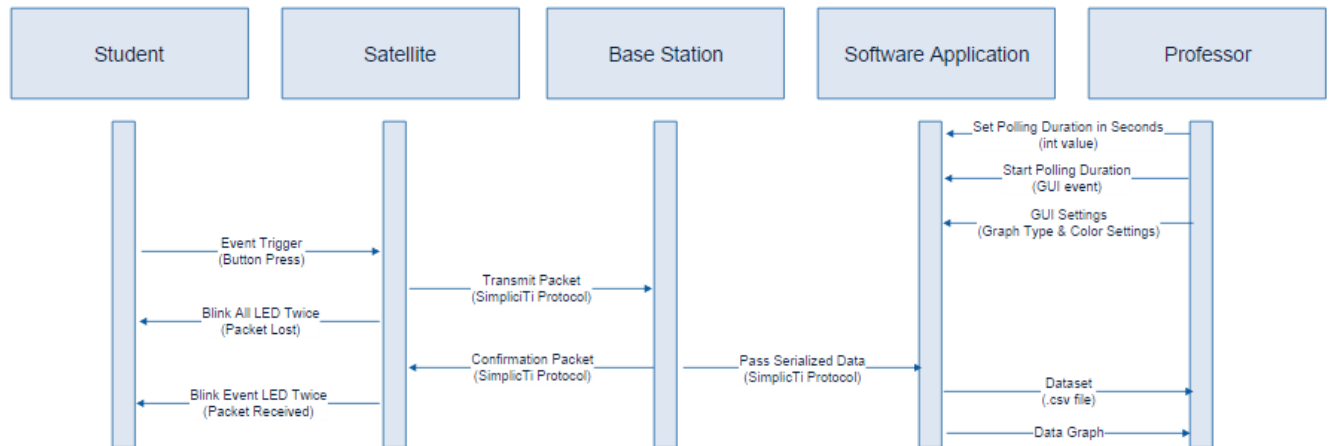 Student
Satellite
Base Station
Software Application
Professor
Set Polling Duration in Seconds
(int value)
Start Polling Duration
(GUI event)
GUI Settings
(Graph Type & Color Settings)
Event Trigger
(Button Press)
Transmit Packet
(SimpliciTi Protocol)
Blink All LED Twice
(Packet Lost)
Confirmation Packet
(SimplicTi Protocol)
Pass Serialized Data
(SimplicTi Protocol)
Blink Event LED Twice
(Packet Received)
Dataset
(.csv file)
Data Graph